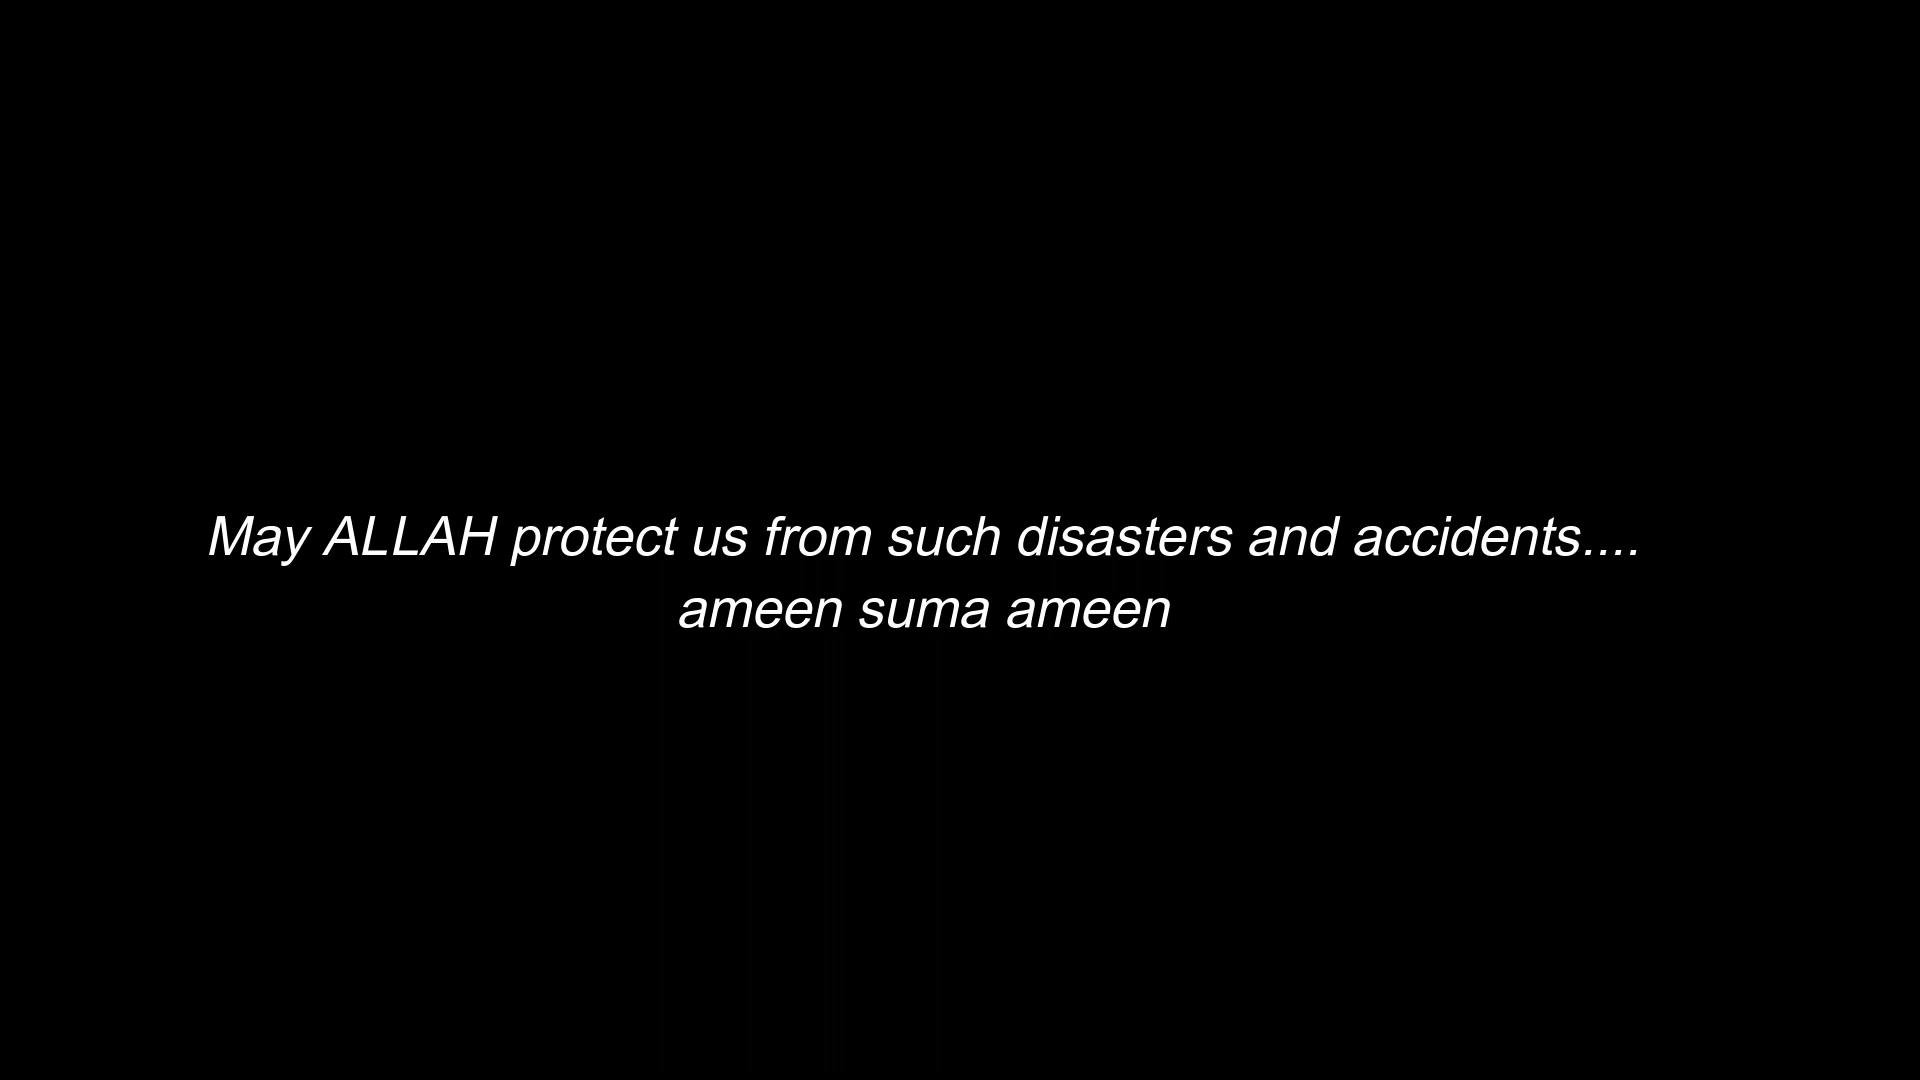 May ALLAH protect us from such disasters and accidents....
ameen suma ameen